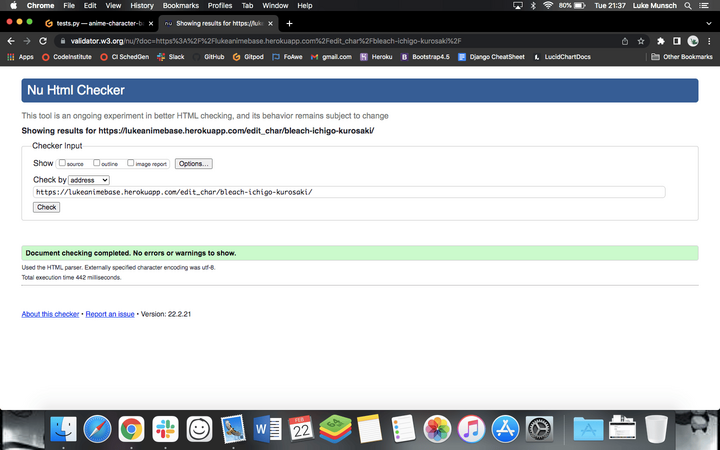 Chrome File Edit View History Bookmarks Profiles Tab Window Help 80% Tue 21:37 Luke Munsch
tests.py — anime-character-b
Showing results for https://luke
validator.w3.org/nu/?doc=https%3A%2F%2Flukeanimebase.herokuapp.com%2Fedit_char%2Fbleach-ichigo-kurosaki%2F
Apps CodeInstitute CI SchedGen Slack GitHub Gitpod FoAwe gmail.com Heroku Bootstrap4.5 Django CheatSheet LucidChartDocs Other Bookmarks
Nu Html Checker
This tool is an ongoing experiment in better HTML checking, and its behavior remains subject to change
Showing results for https://lukeanimebase.herokuapp.com/edit_char/bleach-ichigo-kurosaki/
Checker Input
Show source outline image report Options...
Check by address
https://lukeanimebase.herokuapp.com/edit_char/bleach-ichigo-kurosaki/
Check
Document checking completed. No errors or warnings to show.
Used the HTML parser. Externally specified character encoding was utf-8.
Total execution time 442 milliseconds.
About this checker • Report an issue • Version: 22.2.21
FEB
22
64